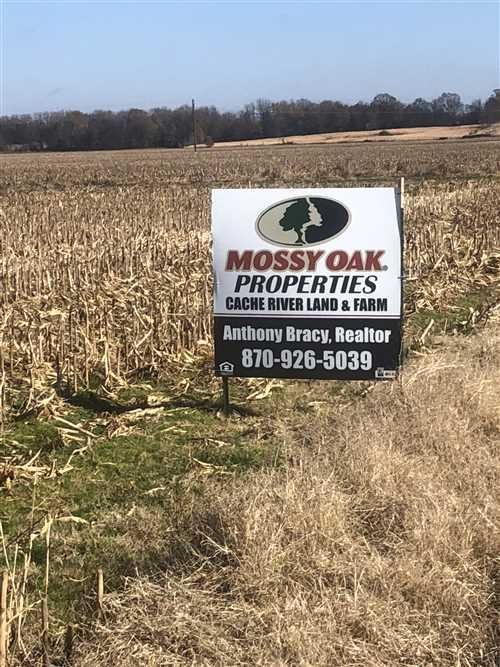 MOSSY OAK®
PROPERTIES
CACHE RIVER LAND & FARM
Anthony Bracy, Realtor
870-926-5039